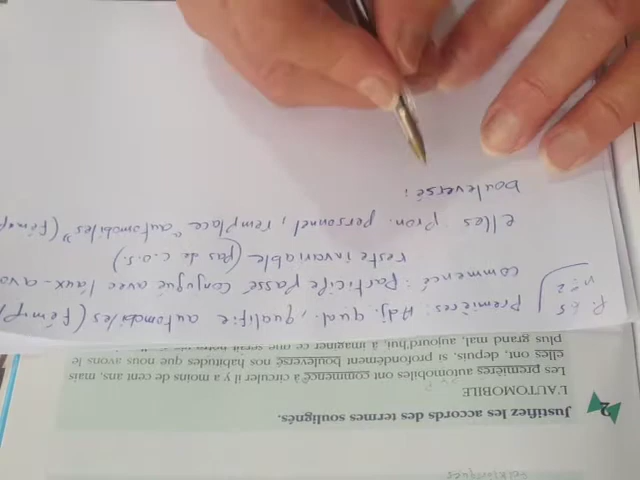 2 Justifiez les accords des termes soulignés.
L'AUTOMOBILE
Les premières automobiles ont commencé à circuler il y a moins de cent ans, mais
elles ont, depuis, si profondément bouleversé nos habitudes que nous avons le
plus grand mal, aujourd'hui, à imaginer ce que
P. 65
n= 2
premières: Adj. qual., qualifie automobiles (fém.pl
commencé: Participe passé conjugué avec l'aux-avo
reste invariable (pas de c.o.d.)
elles pron. personnel, remplace "automobiles" (fém.p
bouleversé: